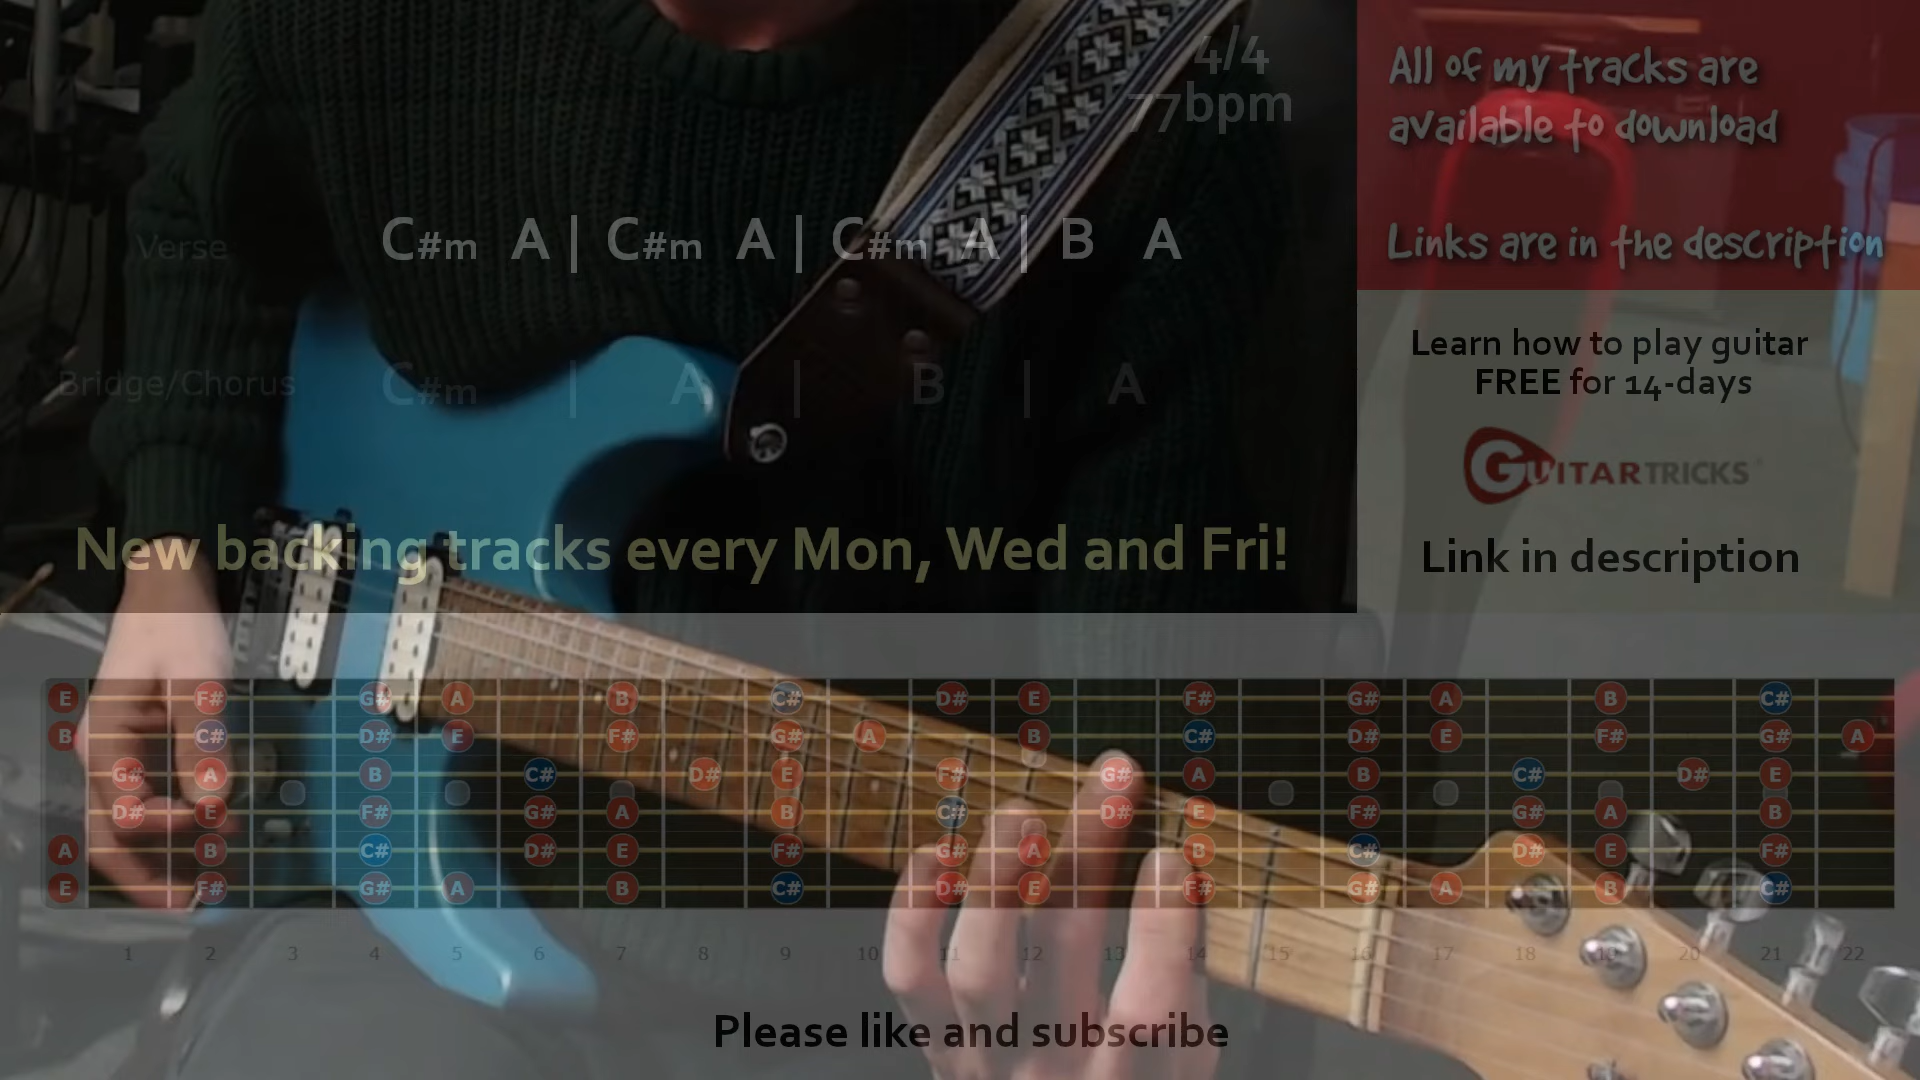 4/4
77bpm
All of my tracks are
available to download
Links are in the description
Verse C#m A | C#m A | C#m A | B A
Bridge/Chorus C#m | A | B | A
Learn how to play guitar
FREE for 14-days
GUITARTRICKS
Link in description
New backing tracks every Mon, Wed and Fri!
E F# G# A B C# D# E F# G# A B C#
B C# D# E F# G# A B C# D# E F# G# A
G# A B C# D# E F# G# A B C# D# E
D# E F# G# A B C# D# E F# G# A B
A B C# D# E F# G# A B C# D# E F#
E F# G# A B C# D# E F# G# A B C#
1 2 3 4 5 6 7 8 9 10 11 12 13 14 15 16 17 18 19 20 21 22
Please like and subscribe